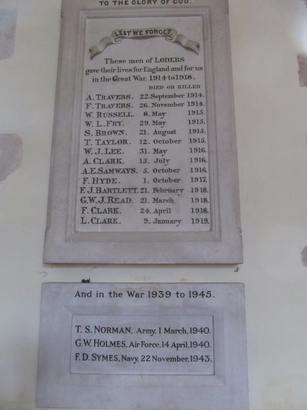 TO THE GLORY OF GOD.
LEST WE FORGET
These men of LODERS
gave their lives for England and for us
in the Great War. 1914 to 1918.
DIED OR KILLED
A. TRAVERS. 22. September 1914.
F. TRAVERS. 26. November 1914.
W. RUSSELL. 8. May 1915.
W. L. FRY. 29. May 1915.
S. BROWN. 21. August 1915.
T. TAYLOR. 12. October 1915.
W. J. LEE. 31. May 1916.
A. CLARK. 15. July 1916.
A. E. SAMWAYS. 5. October 1916.
F. HYDE. 1. October 1917.
F. J. BARTLETT. 21. February 1918.
G. W. J. READ. 21. March 1918.
F. CLARK. 24. April 1918.
L. CLARK. 9. January 1919.
And in the War 1939 to 1945.
T. S. NORMAN, Army, 1 March, 1940.
G. W. HOLMES, Air Force, 14 April, 1940.
F. D. SYMES, Navy, 22 November, 1943.